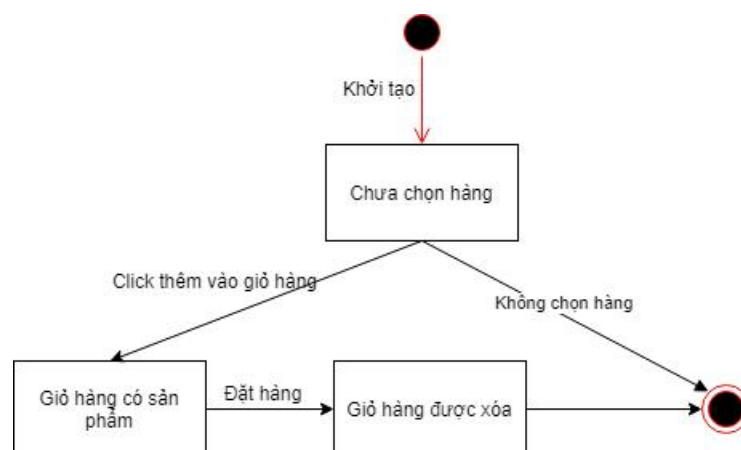 Khởi tạo
Chưa chọn hàng
Click thêm vào giỏ hàng
Không chọn hàng
Giỏ hàng có sản
phẩm
Đặt hàng
Giỏ hàng được xóa